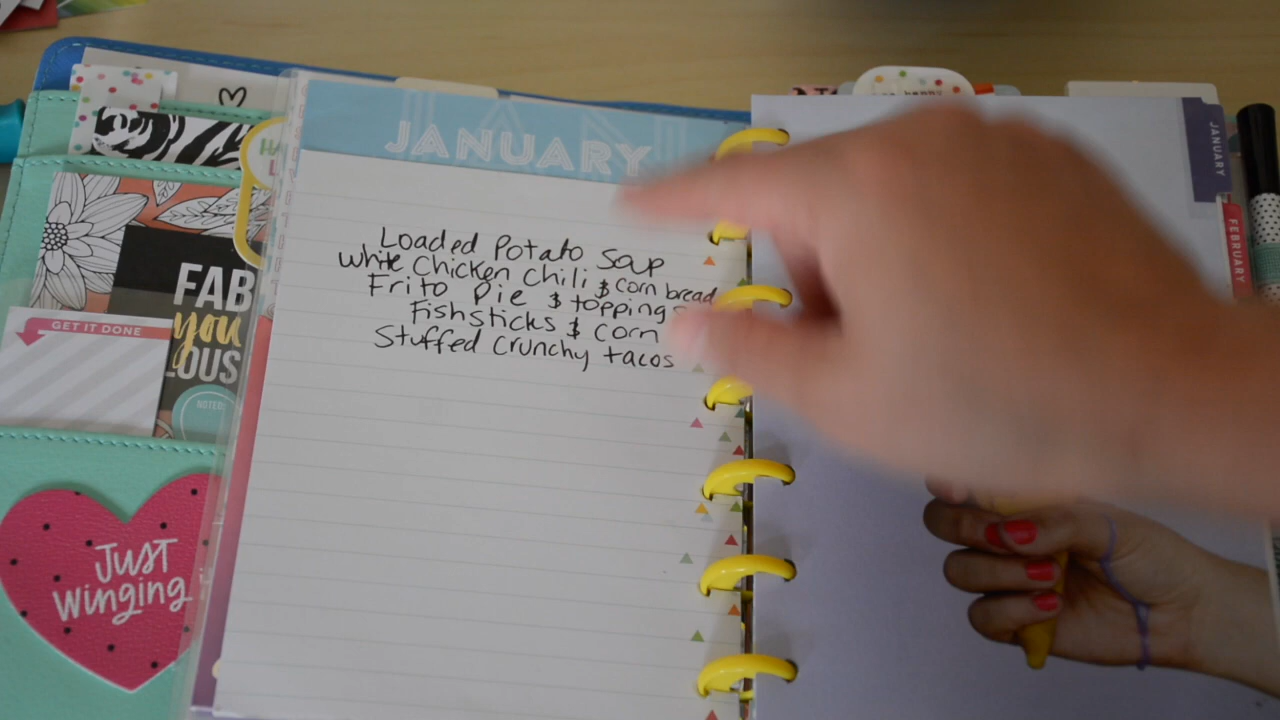 JANUARY
Loaded Potato Soup
white Chicken Chili & corn bread
Frito Pie & toppings
Fishsticks & corn
Stuffed Crunchy tacos
GET IT DONE
FAB
you
LOUS
NOTED:
JUST
Winging
JANUARY
FEBRUARY